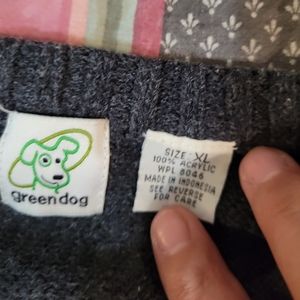 greendog
SIZE XL
100% ACRYLIC
WPL 8046
MADE IN INDONESIA
SEE REVERSE
FOR CARE